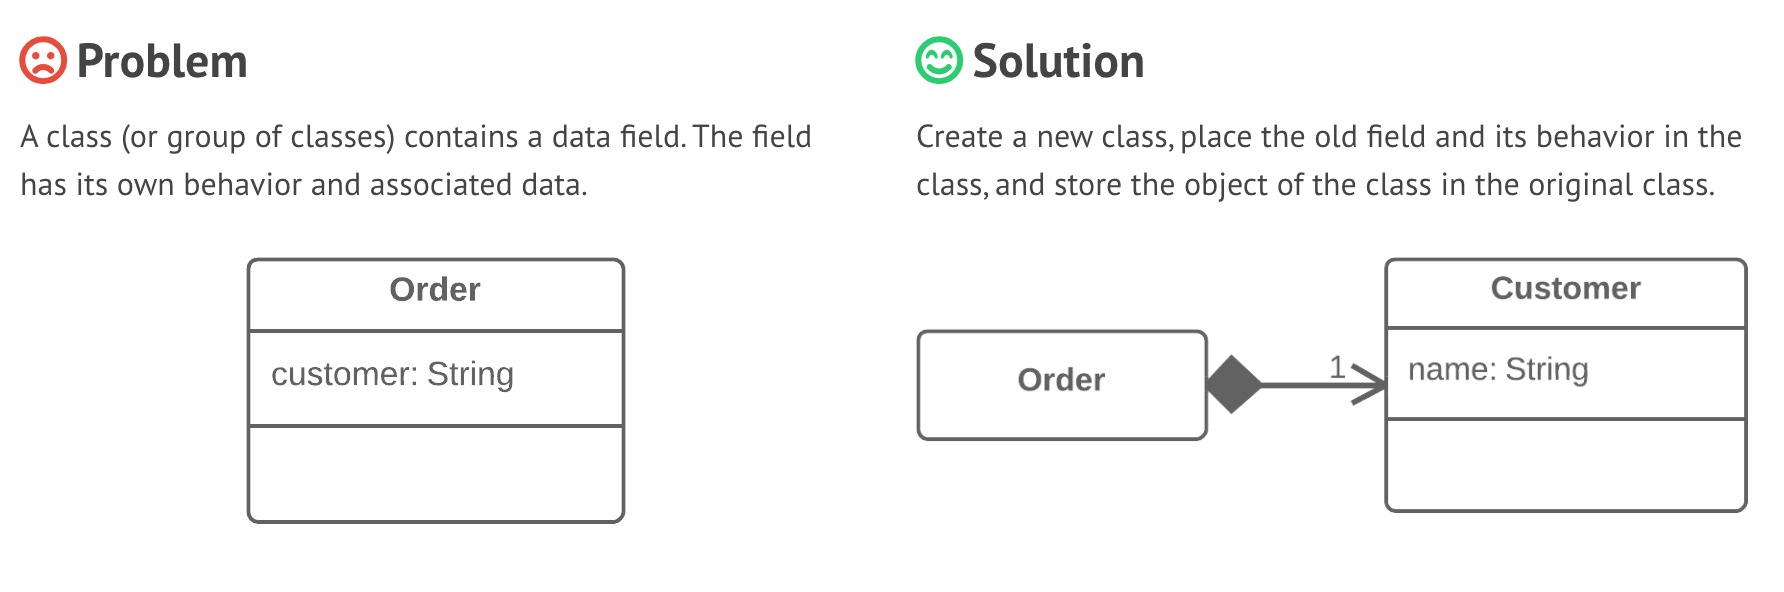 Problem
A class (or group of classes) contains a data field. The field
has its own behavior and associated data.
Order
customer: String
Solution
Create a new class, place the old field and its behavior in the
class, and store the object of the class in the original class.
Order
1
Customer
name: String